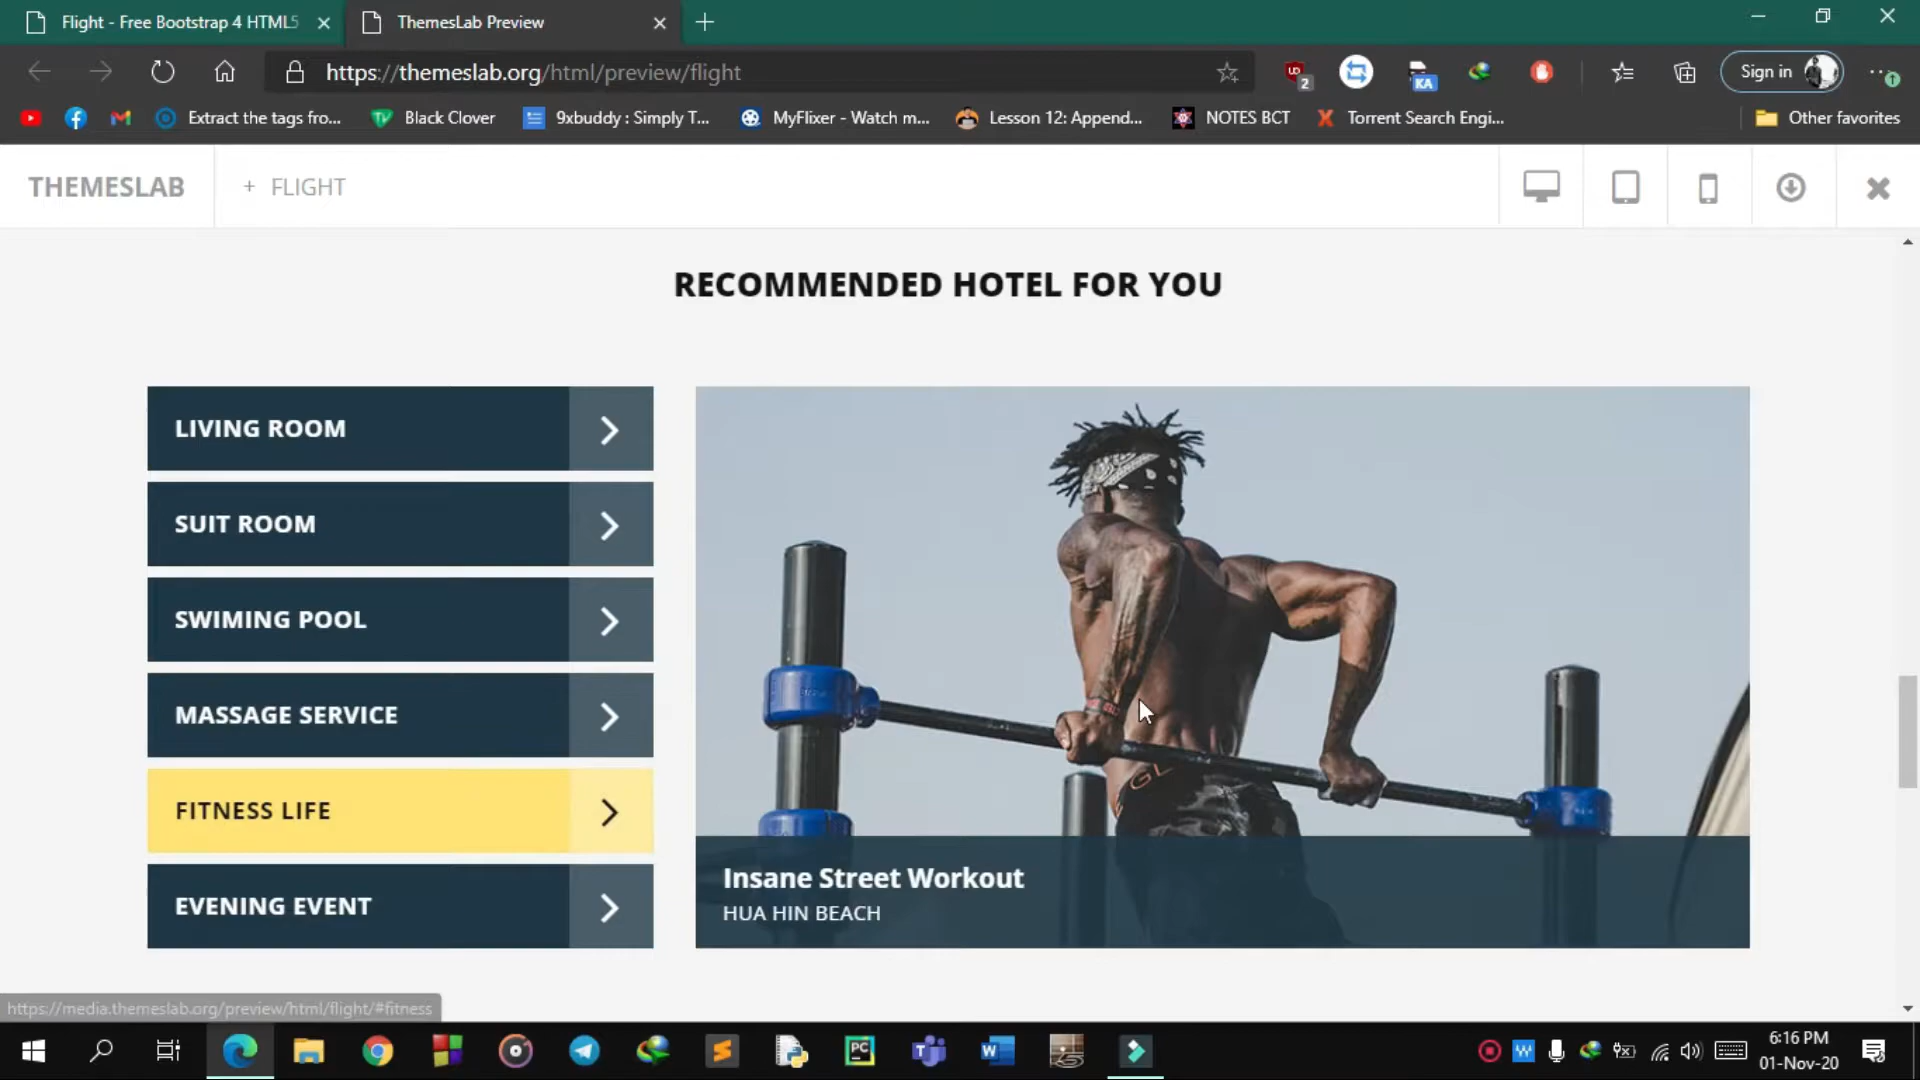 Flight - Free Bootstrap 4 HTML5
ThemesLab Preview
https://themeslab.org/html/preview/flight
2
KA
Sign in
Extract the tags fro...
Black Clover
9xbuddy : Simply T...
MyFlixer - Watch m...
Lesson 12: Append...
NOTES BCT
Torrent Search Engi...
Other favorites
THEMESLAB
+ FLIGHT
RECOMMENDED HOTEL FOR YOU
LIVING ROOM
SUIT ROOM
SWIMING POOL
MASSAGE SERVICE
FITNESS LIFE
EVENING EVENT
Insane Street Workout
HUA HIN BEACH
https://media.themeslab.org/preview/html/flight/#fitness
6:16 PM
01-Nov-20